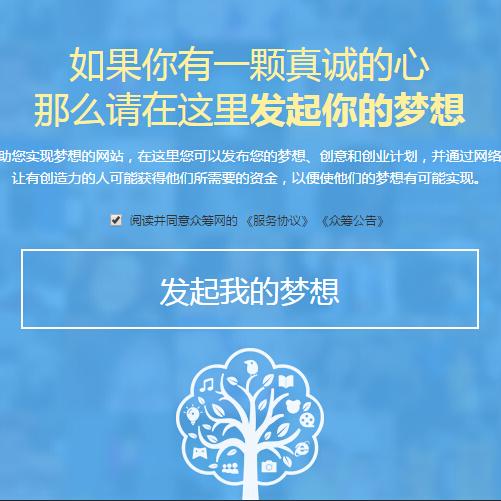 如果你有一颗真诚的心
那么请在这里发起你的梦想
助您实现梦想的网站，在这里您可以发布您的梦想、创意和创业计划，并通过网络
让有创造力的人可能获得他们所需要的资金，以便使他们的梦想有可能实现。
阅读并同意众筹网的 《服务协议》 《众筹公告》
发起我的梦想